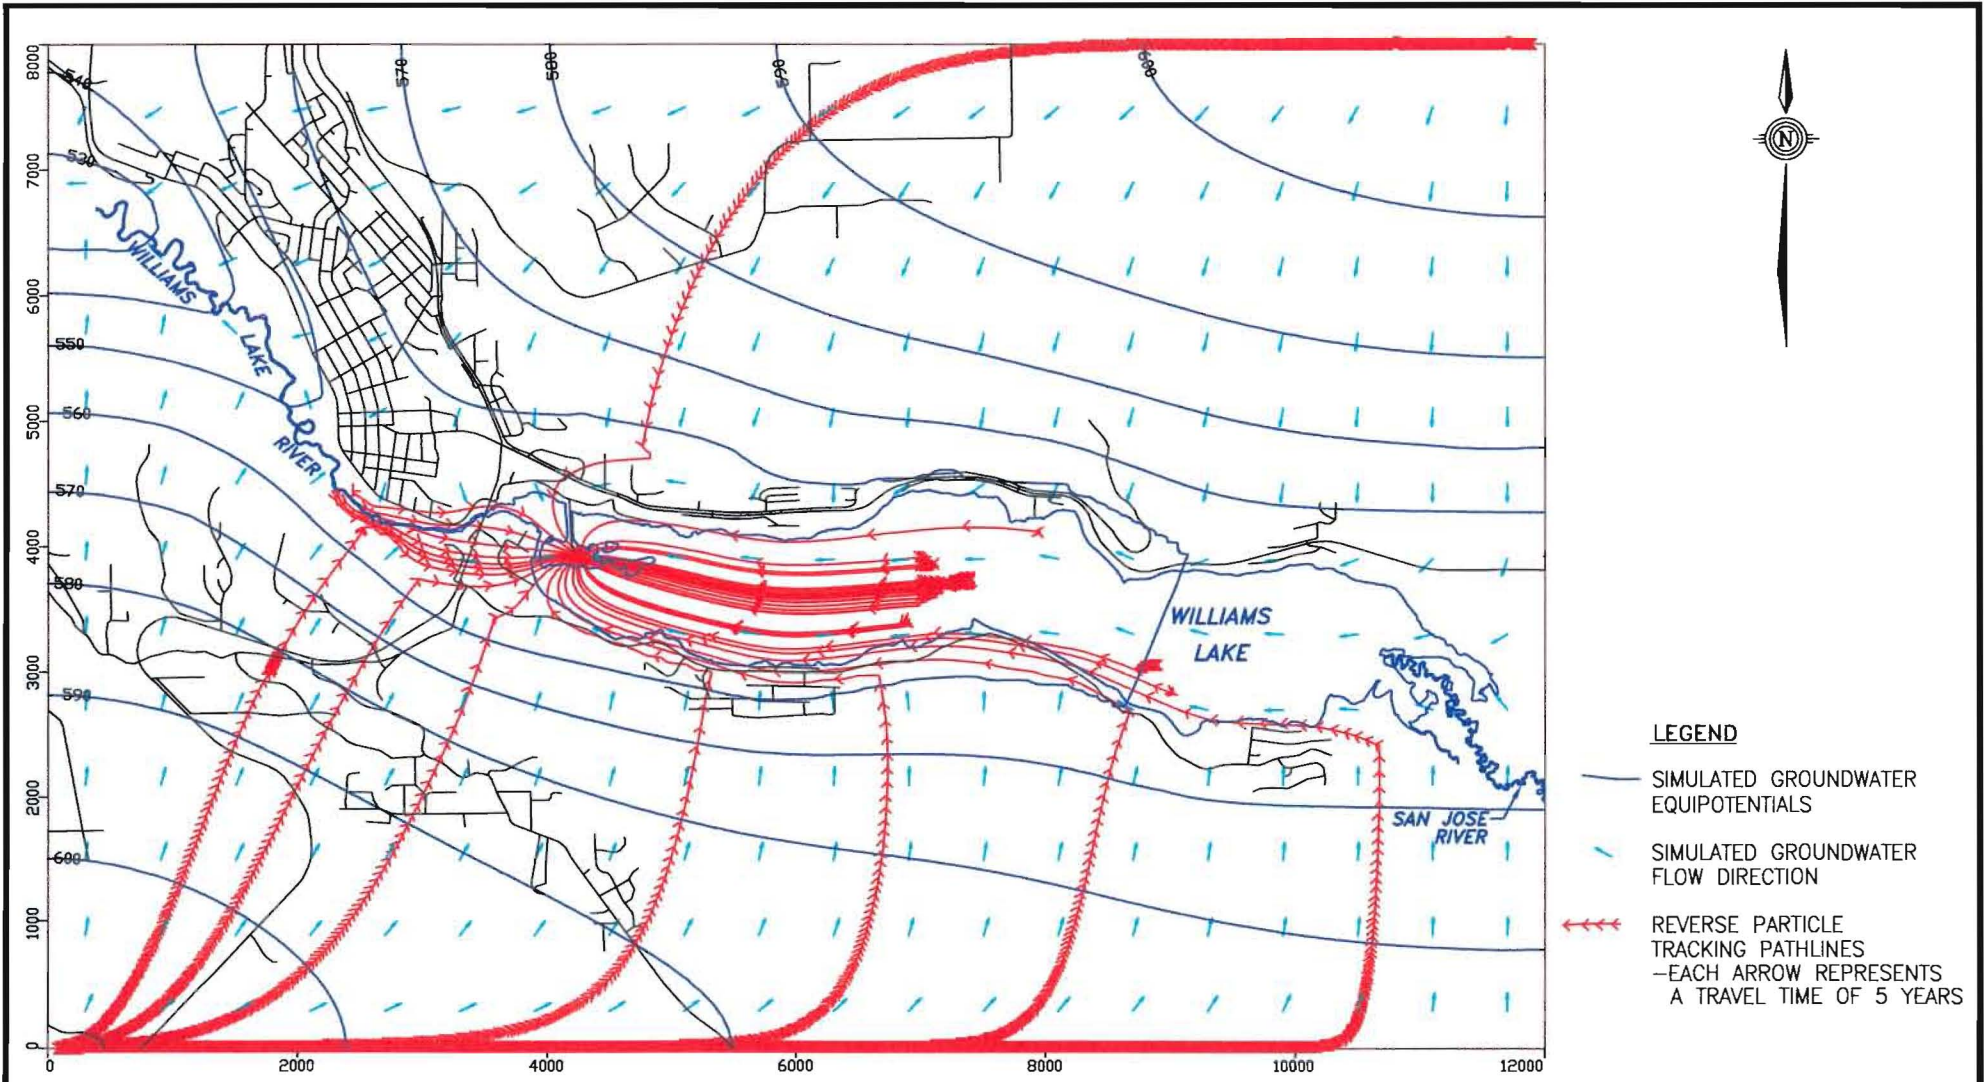 570
580
590
600
540
530
550
560
570
580
590
600
8000
7000
6000
5000
4000
3000
2000
1000
0
0
2000
4000
6000
8000
10000
12000
WILLIAMS
LAKE
RIVER
WILLIAMS
LAKE
SAN JOSE
RIVER
N
LEGEND
SIMULATED GROUNDWATER
EQUIPOTENTIALS
SIMULATED GROUNDWATER
FLOW DIRECTION
REVERSE PARTICLE
TRACKING PATHLINES
-EACH ARROW REPRESENTS
A TRAVEL TIME OF 5 YEARS